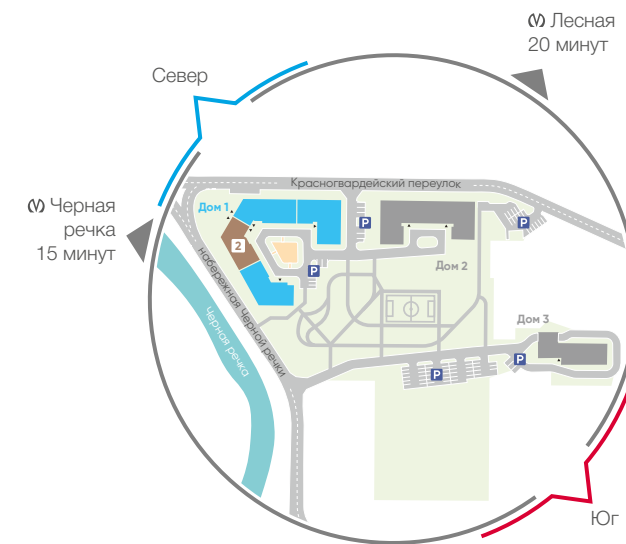 Лесная
20 минут
Север
Красногвардейский переулок
Черная
речка
15 минут
Дом 1
P
P
2
P
Дом 2
набережная Черной речки
Черная речка
Дом 3
P
P
Юг